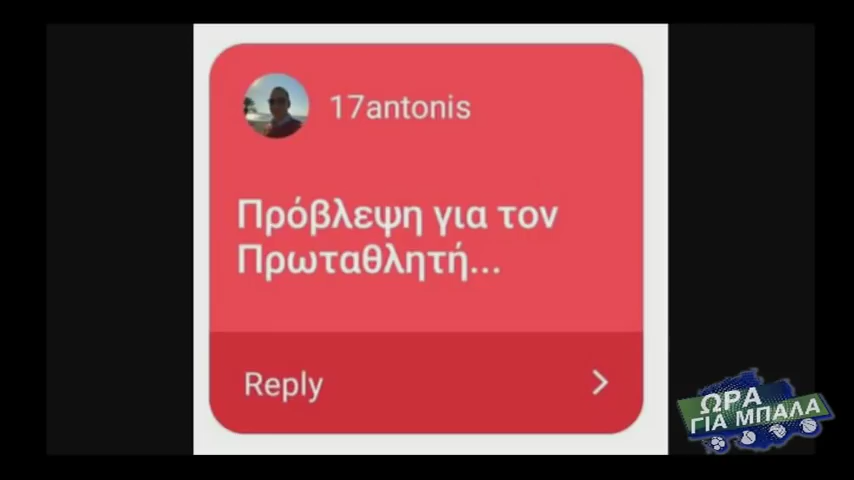 17antonis
Πρόβλεψη για τον
Πρωταθλητή...
Reply
ΩΡΑ
ΓΙΑ ΜΠΑΛΑ